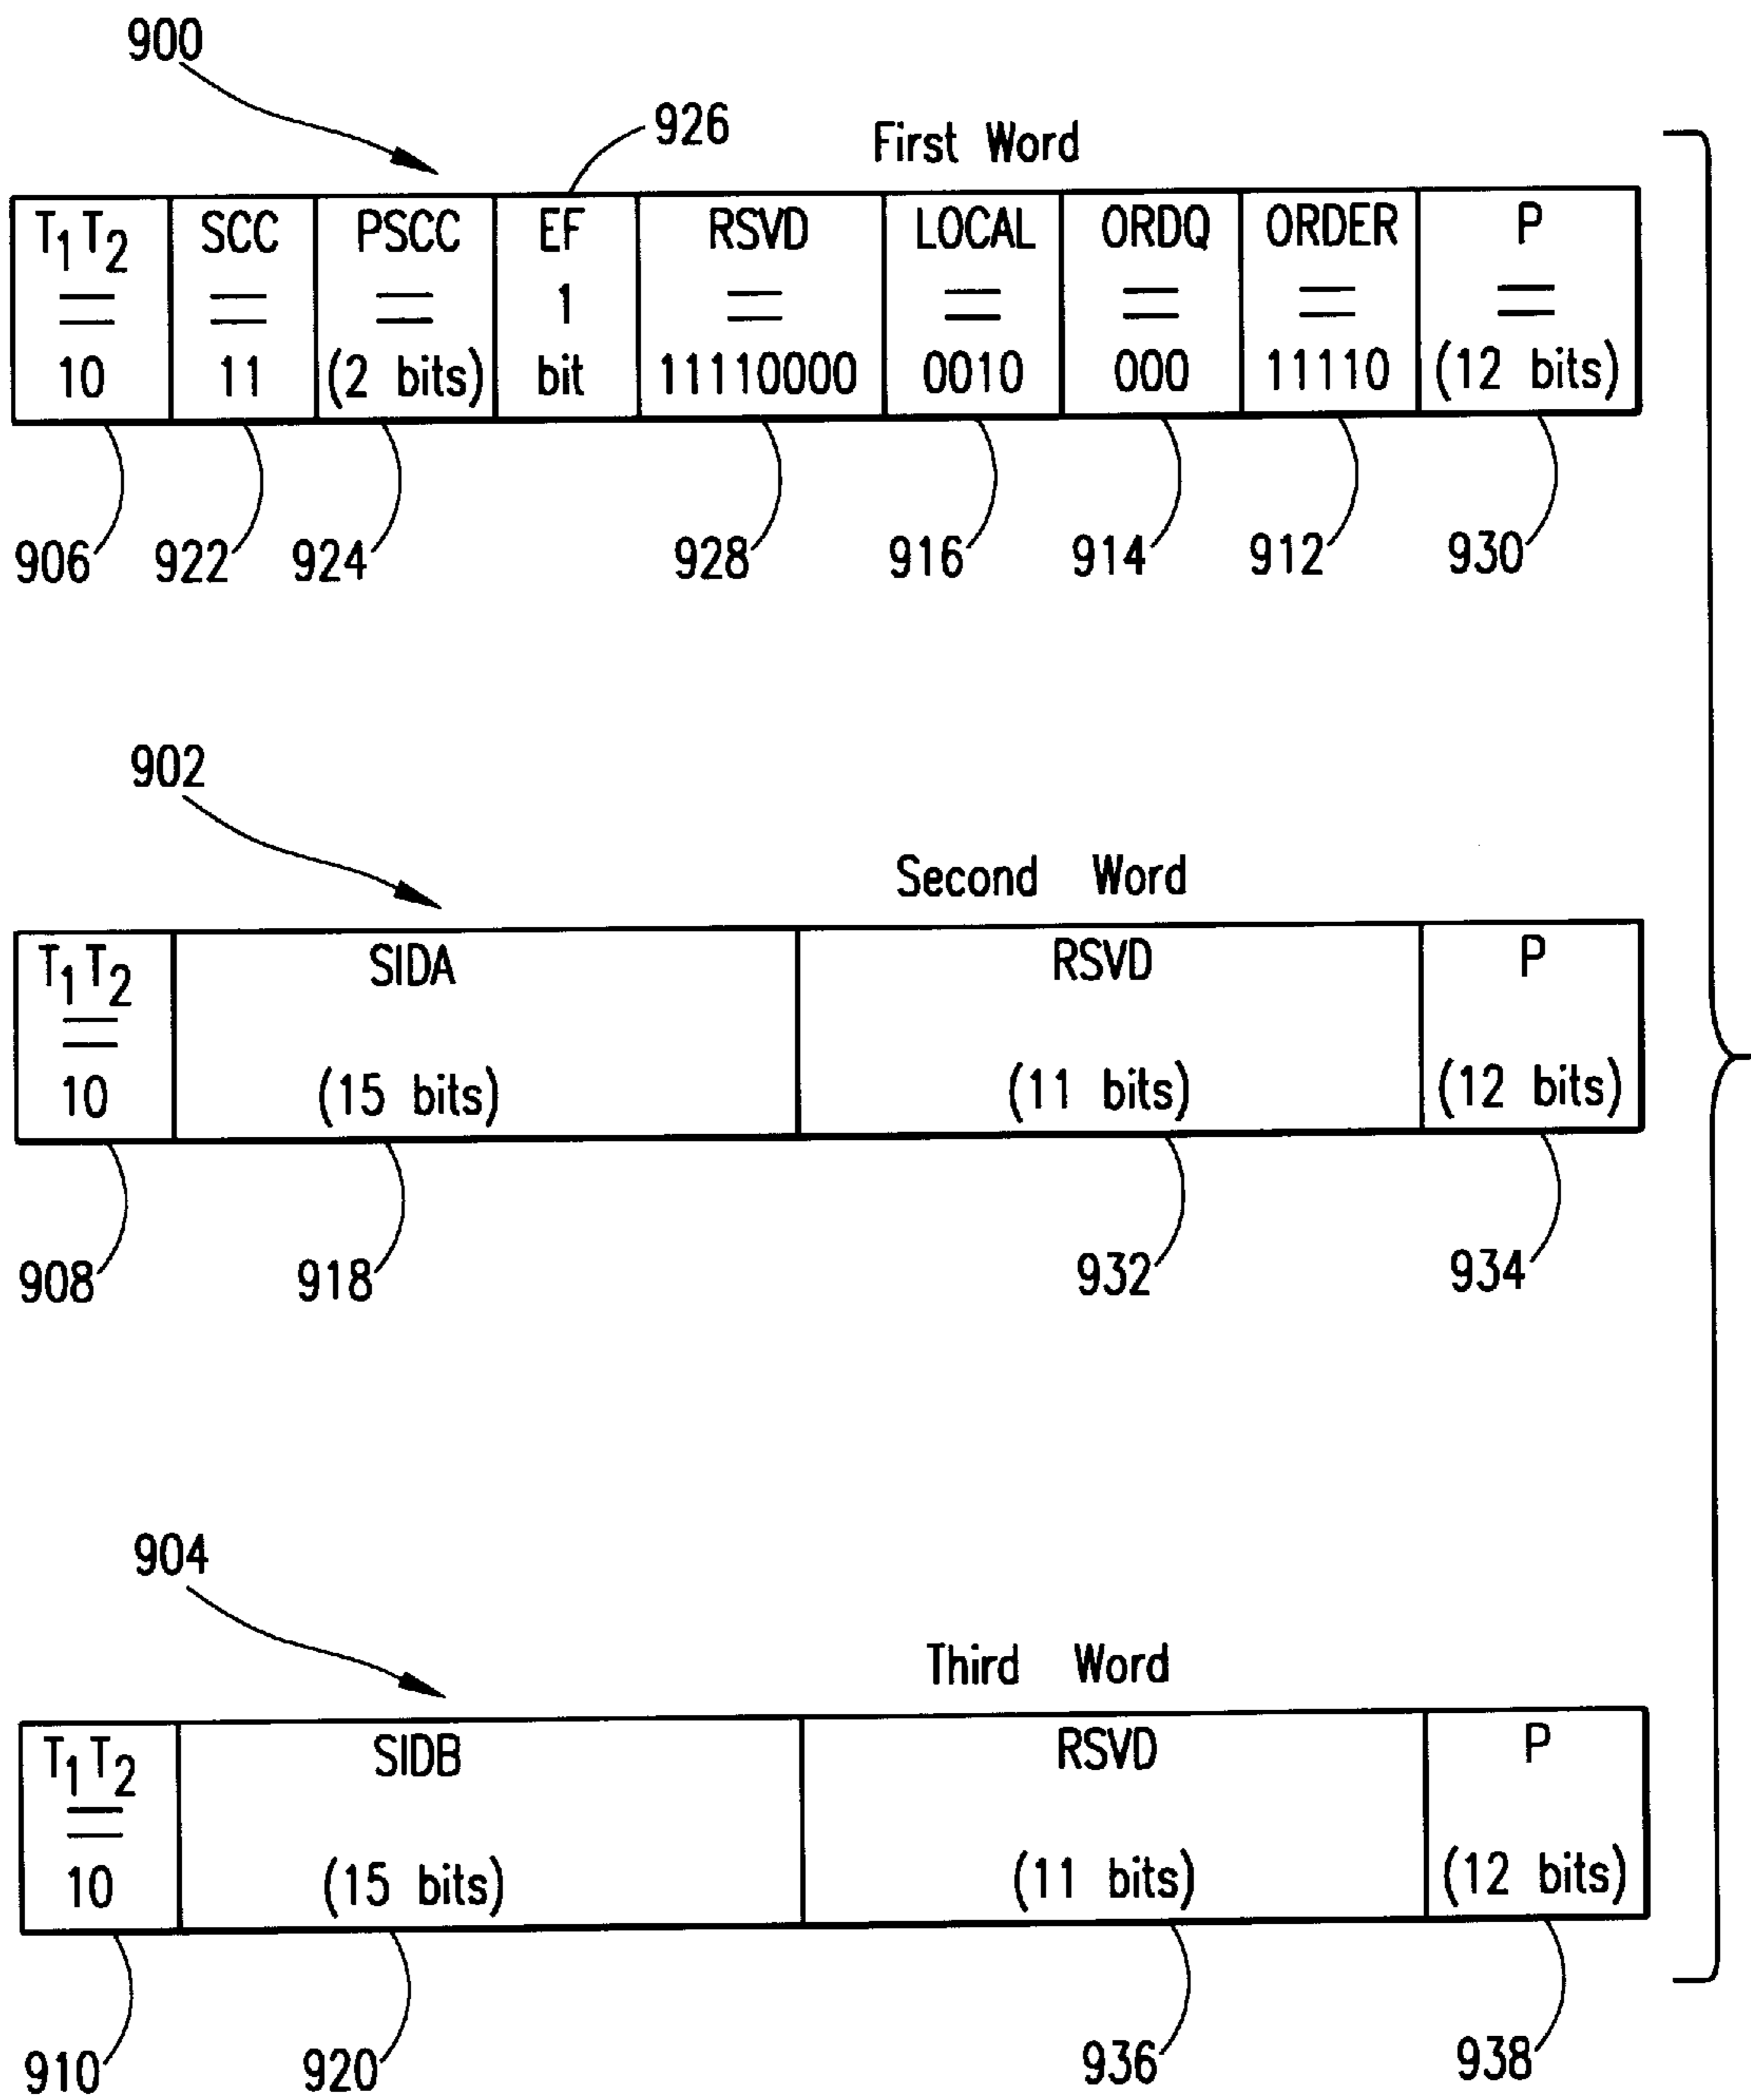 900
926
First Word
T1T2 SCC PSCC EF RSVD LOCAL ORDQ ORDER P
= = = 1 = = = = =
10 11 (2 bits) bit 11110000 0010 000 11110 (12 bits)
906 922 924 928 916 914 912 930
902
Second Word
T1T2 SIDA RSVD P
=
10 (15 bits) (11 bits) (12 bits)
908 918 932 934
904
Third Word
T1T2 SIDB RSVD P
=
10 (15 bits) (11 bits) (12 bits)
910 920 936 938